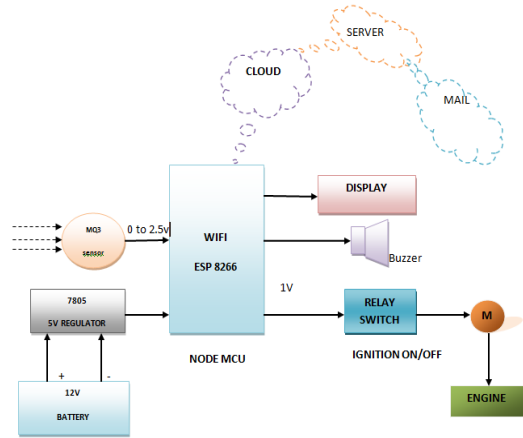 SERVER
CLOUD
MAIL
MQ3
sensor
0 to 2.5v
WIFI
ESP 8266
DISPLAY
Buzzer
7805
5V REGULATOR
1V
RELAY
SWITCH
M
NODE MCU
IGNITION ON/OFF
+
-
12V
BATTERY
ENGINE